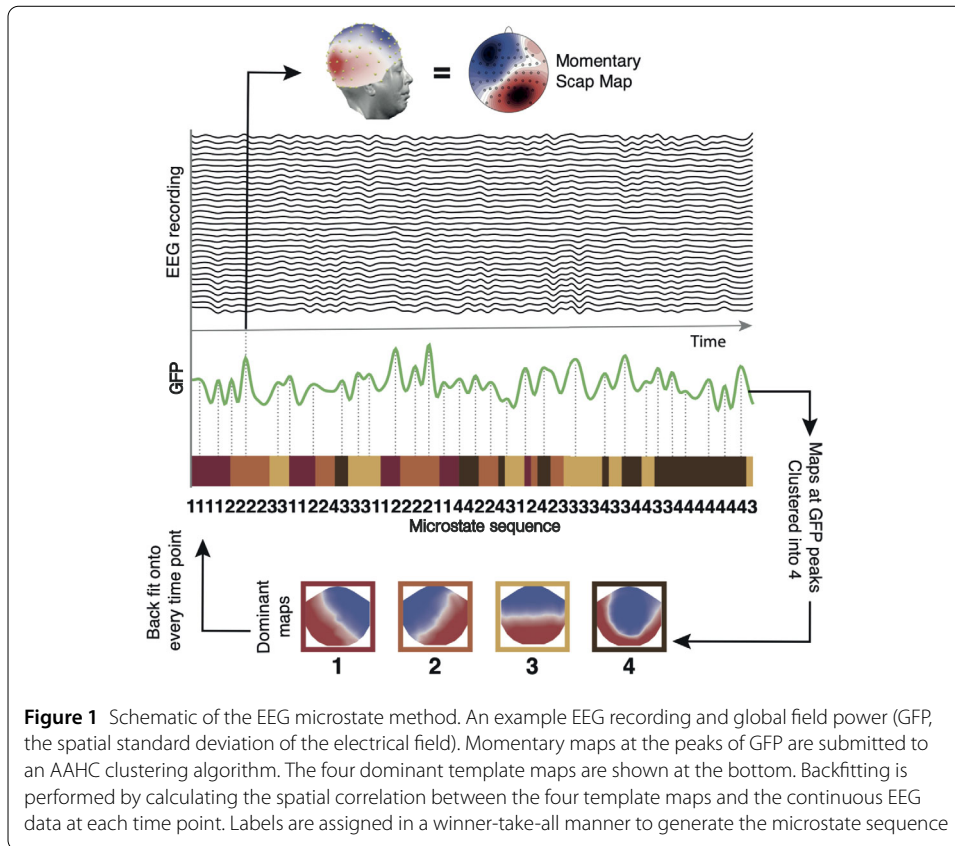 Momentary
Scap Map
EEG recording
Time
GFP
Maps at GFP peaks
Clustered into 4
1111222233112243331122221144224312422333343444334444443
Microstate sequence
Back fit onto
every time point
Dominant
maps
1 2 3 4
Figure 1 Schematic of the EEG microstate method. An example EEG recording and global field power (GFP,
the spatial standard deviation of the electrical field). Momentary maps at the peaks of GFP are submitted to
an AAHC clustering algorithm. The four dominant template maps are shown at the bottom. Backfitting is
performed by calculating the spatial correlation between the four template maps and the continuous EEG
data at each time point. Labels are assigned in a winner-take-all manner to generate the microstate sequence